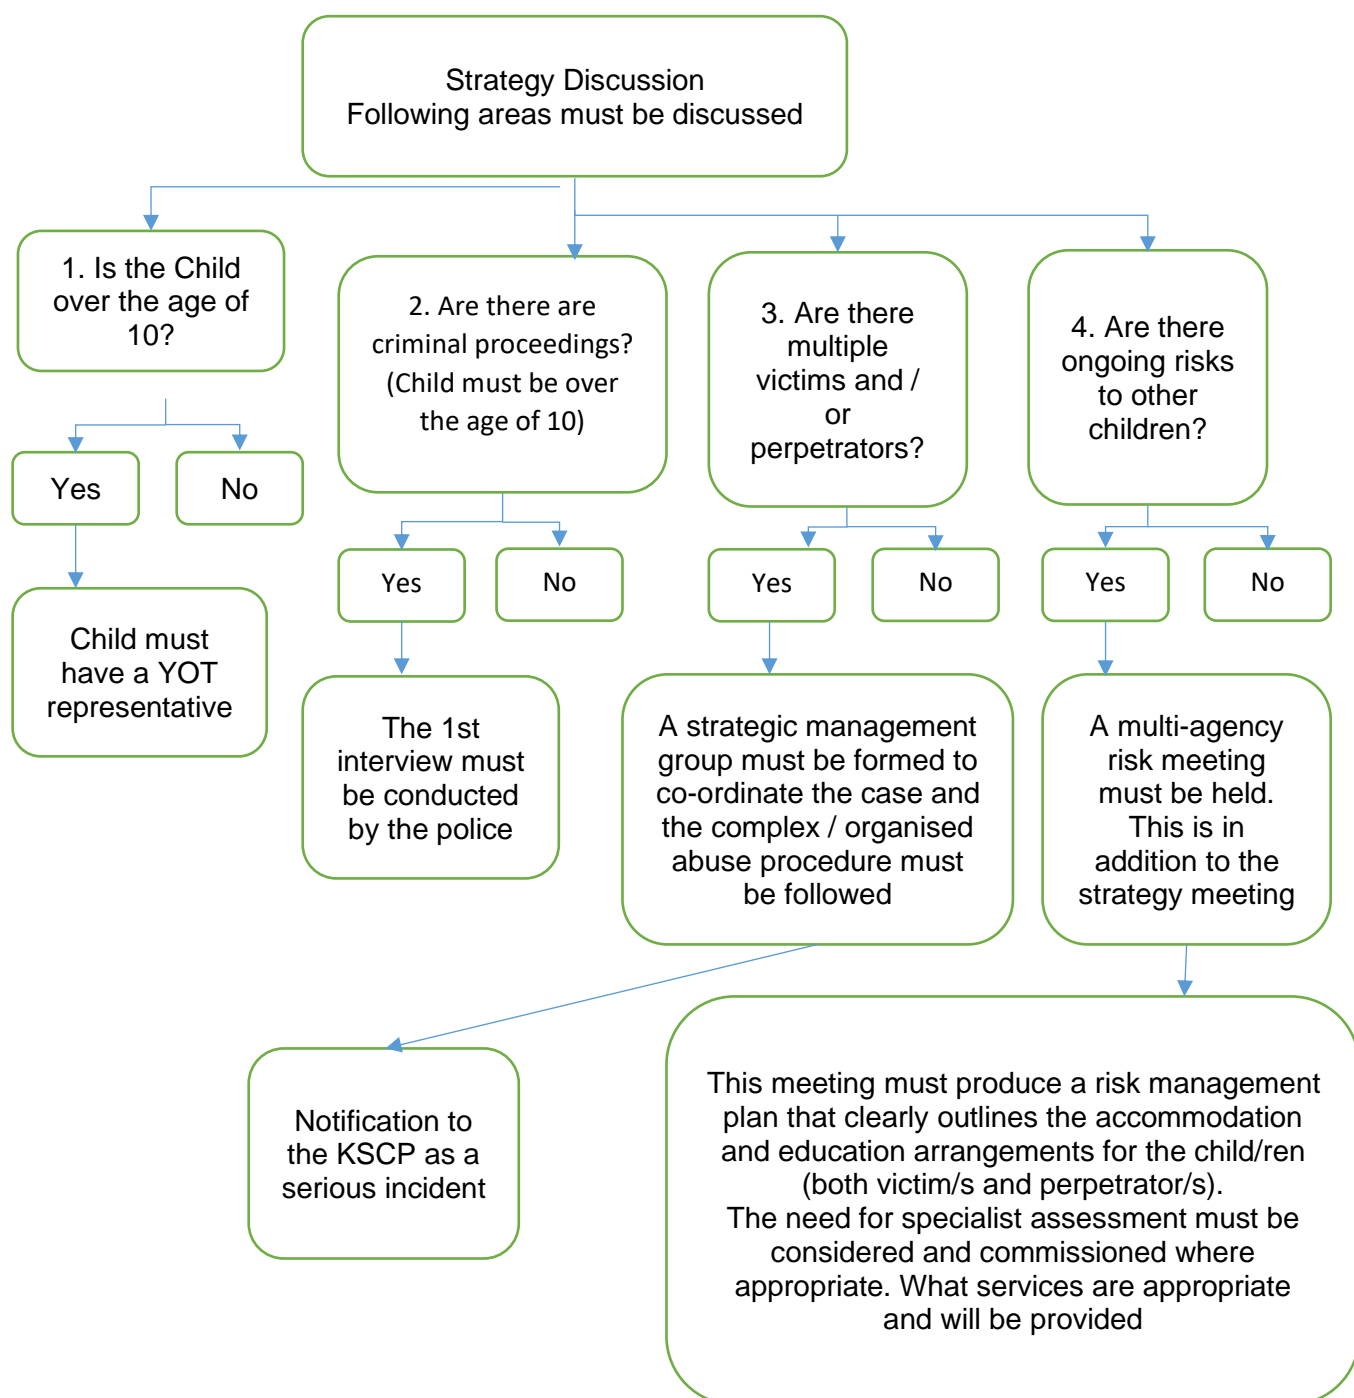 Strategy Discussion
Following areas must be discussed
1. Is the Child
over the age of
10?
Yes
No
Child must
have a YOT
representative
2. Are there are
criminal proceedings?
(Child must be over
the age of 10)
Yes
No
The 1st
interview must
be conducted
by the police
3. Are there
multiple
victims and /
or
perpetrators?
Yes
No
A strategic management
group must be formed to
co-ordinate the case and
the complex / organised
abuse procedure must
be followed
Notification to
the KSCP as a
serious incident
4. Are there
ongoing risks
to other
children?
Yes
No
A multi-agency
risk meeting
must be held.
This is in
addition to the
strategy meeting
This meeting must produce a risk management
plan that clearly outlines the accommodation
and education arrangements for the child/ren
(both victim/s and perpetrator/s).
The need for specialist assessment must be
considered and commissioned where
appropriate. What services are appropriate
and will be provided